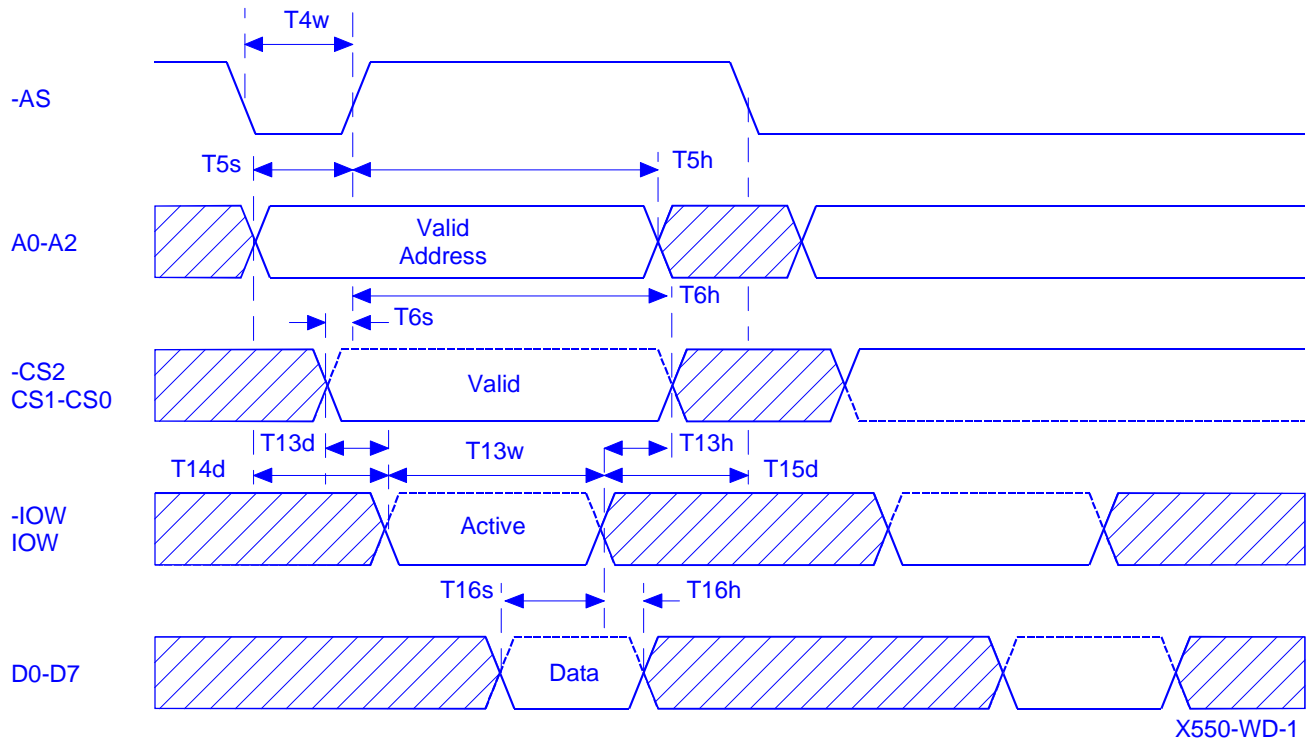 T4w
-AS
T5s
T5h
A0-A2
Valid
Address
T6h
T6s
-CS2
CS1-CS0
Valid
T13d
T13w
T13h
T14d
T15d
-IOW
IOW
Active
T16s
T16h
D0-D7
Data
X550-WD-1